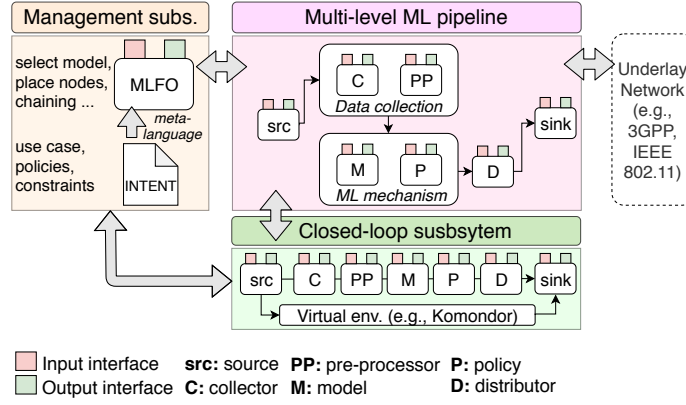 Management subs.
select model,
place nodes,
chaining ...
MLFO
meta-
language
use case,
policies,
constraints
INTENT
Multi-level ML pipeline
src
C
PP
Data collection
M
P
ML mechanism
D
sink
Underlay
Network
(e.g.,
3GPP,
IEEE
802.11)
Closed-loop susbsytem
src
C
PP
M
P
D
sink
Virtual env. (e.g., Komondor)
Input interface
Output interface
src: source
C: collector
PP: pre-processor
M: model
P: policy
D: distributor